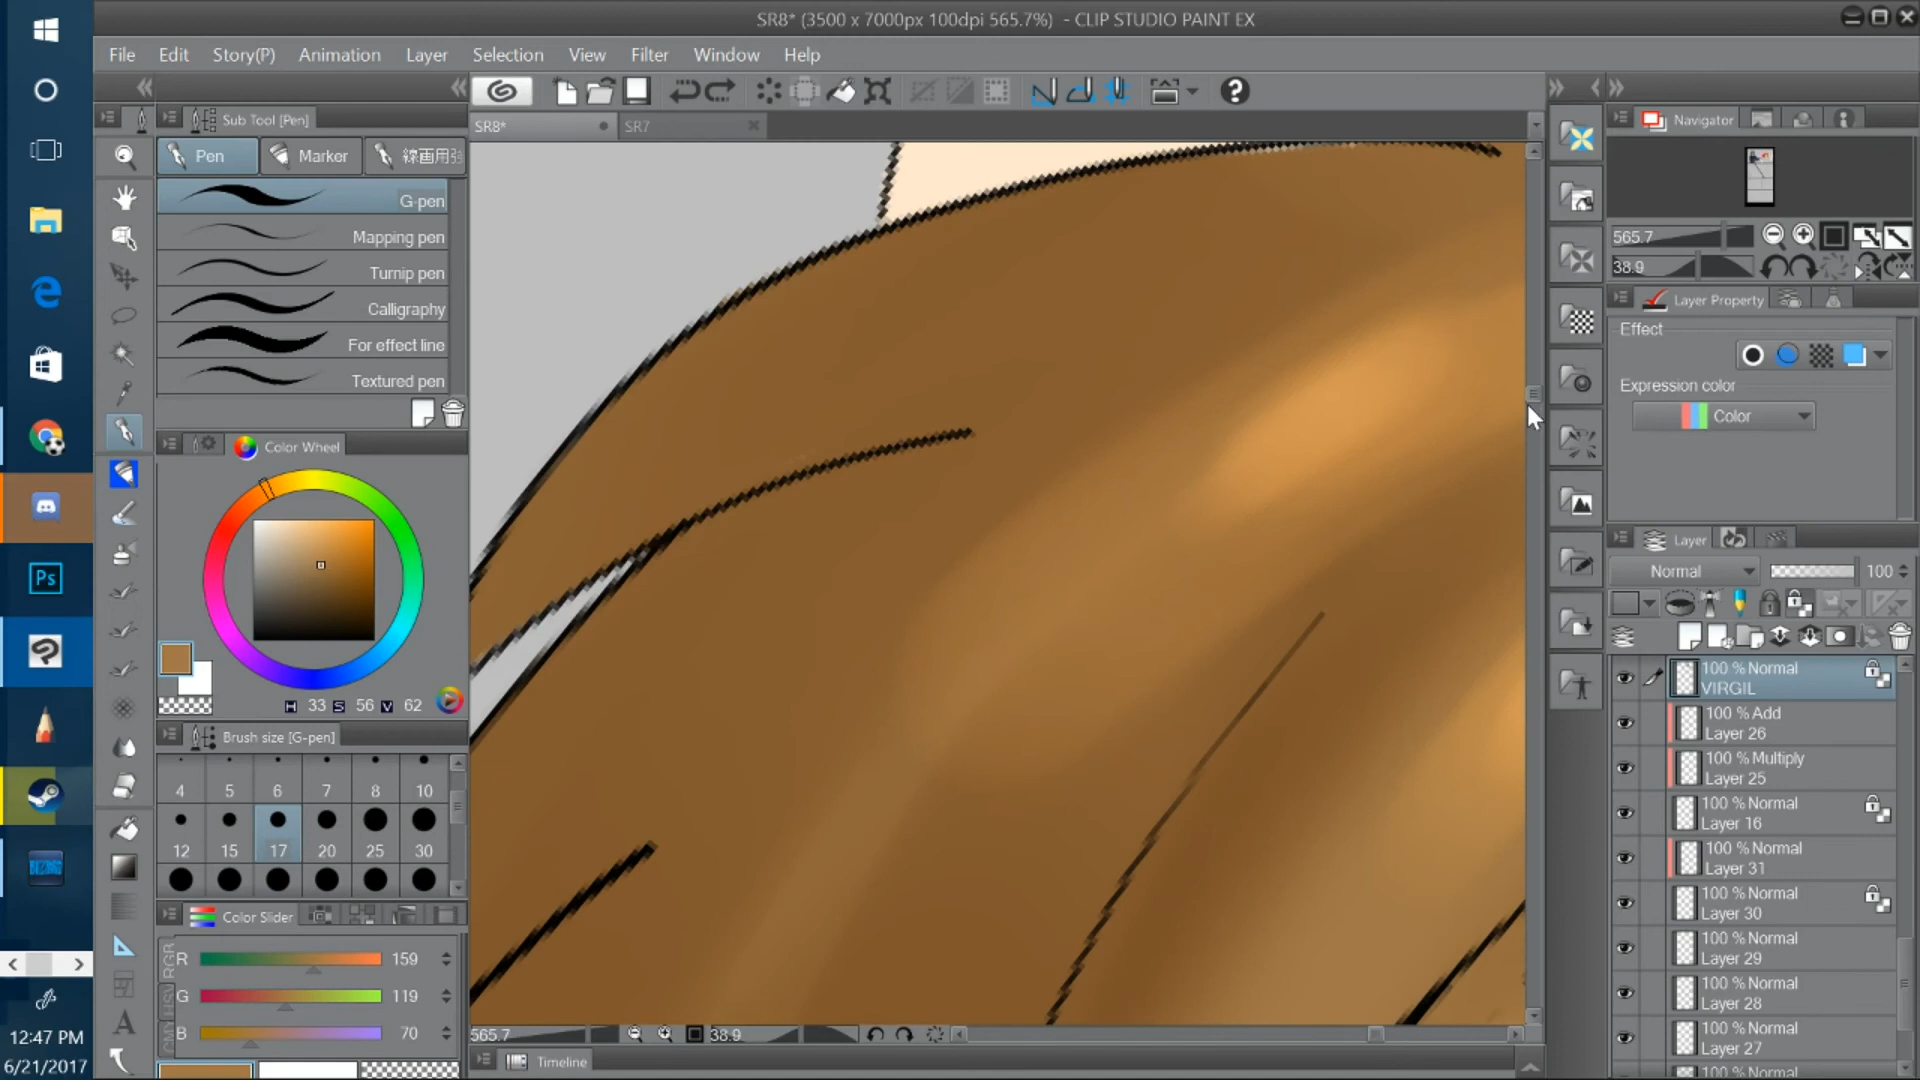 SR8* (3500 x 7000px 100dpi 565.7%) - CLIP STUDIO PAINT EX
File Edit Story(P) Animation Layer Selection View Filter Window Help
Sub Tool [Pen]
SR8* SR7
Navigator
Pen Marker
G-pen
Mapping pen
Turnip pen
Calligraphy
For effect line
Textured pen
565.7
38.9
Layer Property
Effect
Expression color
Color
Color Wheel
H 33 S 56 V 62
Brush size [G-pen]
4 5 6 7 8 10
12 15 17 20 25 30
Color Slider
R 159
G 119
B 70
Layer
Normal 100
100 % Normal
VIRGIL
100 % Add
Layer 26
100 % Multiply
Layer 25
100 % Normal
Layer 16
100 % Normal
Layer 31
100 % Normal
Layer 30
100 % Normal
Layer 29
100 % Normal
Layer 28
100 % Normal
Layer 27
100 % Normal
565.7 38.9
Timeline
Ps
12:47 PM
6/21/2017